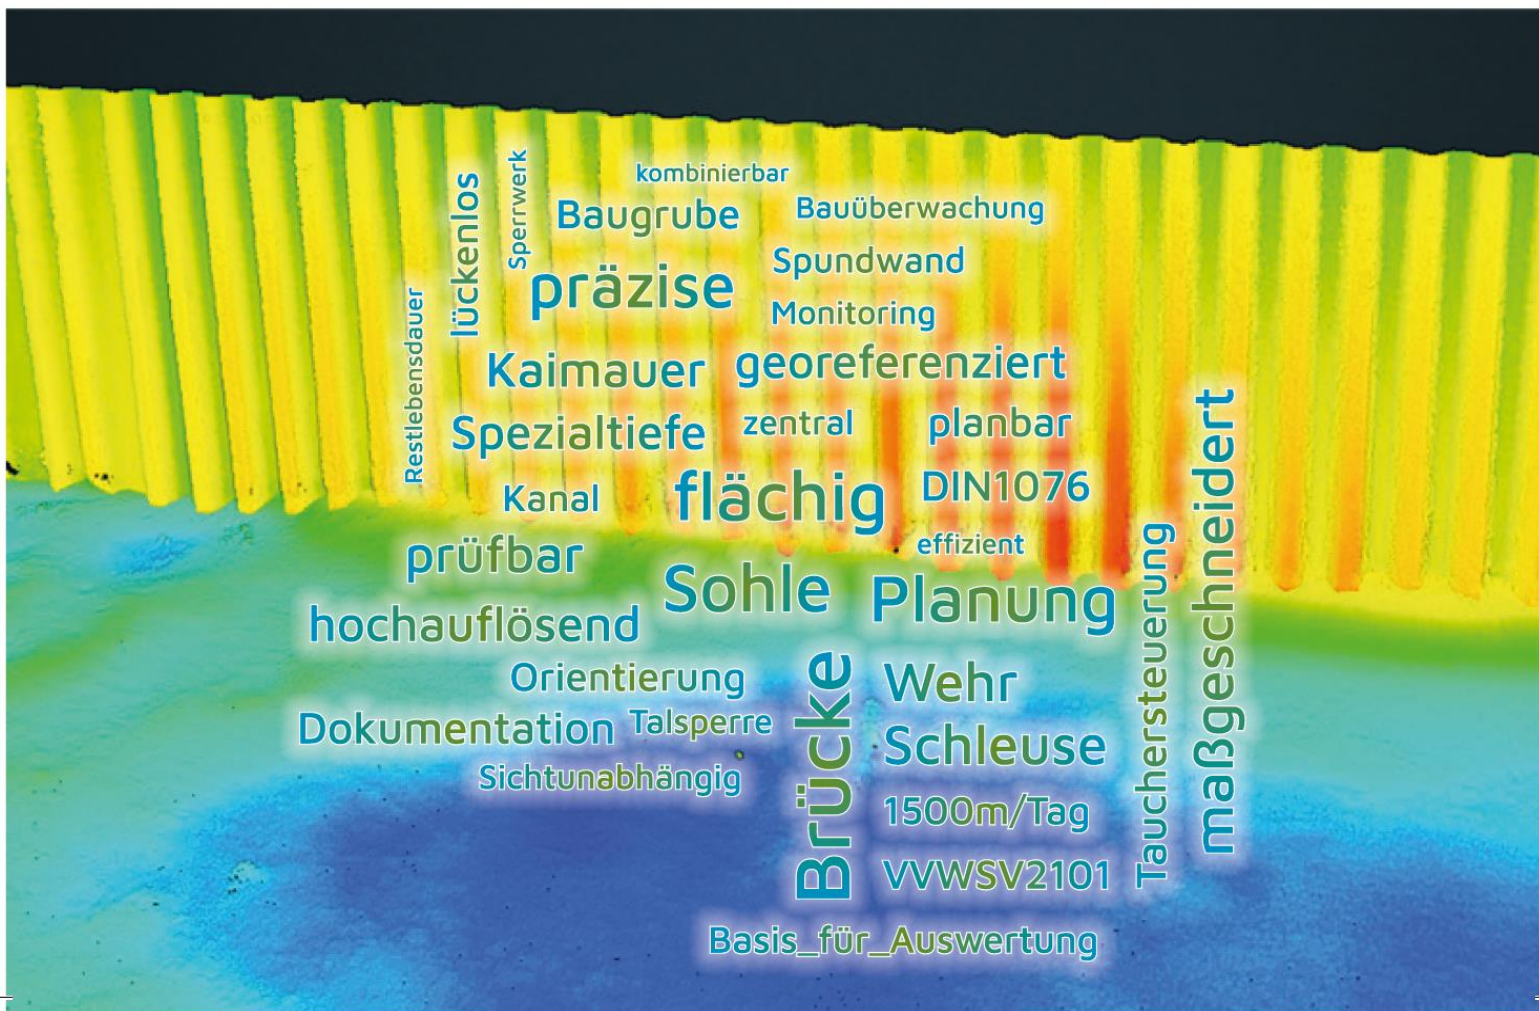 kombinierbar
Sperrwerk
lückenlos
Baugrube
Bauüberwachung
präzise
Spundwand
Monitoring
Restlebensdauer
Kaimauer
georeferenziert
Spezialtiefe
zentral
planbar
maßgeschneidert
Kanal
flächig
DIN1076
prüfbar
effizient
Tauchersteuerung
hochauflösend
Sohle
Planung
Orientierung
Brücke
Wehr
Dokumentation
Talsperre
Schleuse
Sichtunabhängig
1500m/Tag
VVWSV2101
Basis_für_Auswertung